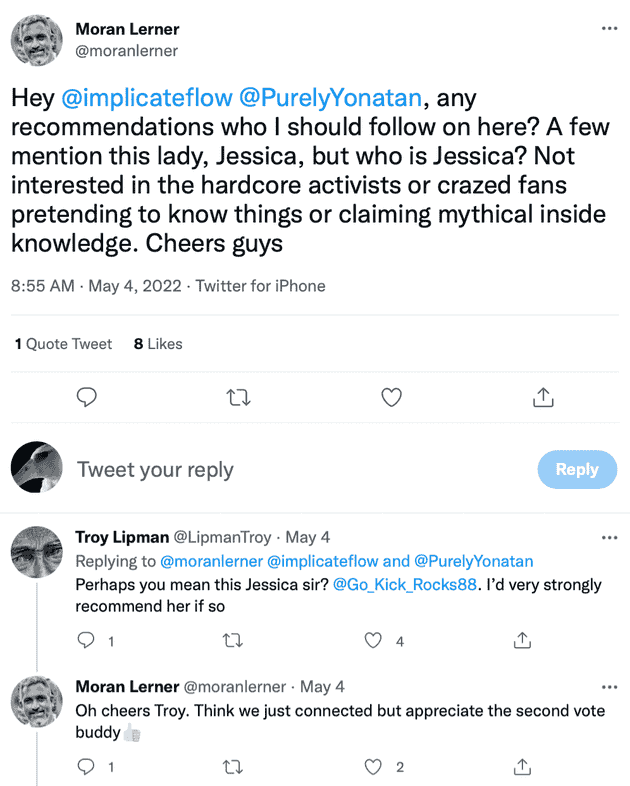 Moran Lerner
@moranlerner
Hey @implicateflow @PurelyYonatan, any
recommendations who I should follow on here? A few
mention this lady, Jessica, but who is Jessica? Not
interested in the hardcore activists or crazed fans
pretending to know things or claiming mythical inside
knowledge. Cheers guys
8:55 AM · May 4, 2022 · Twitter for iPhone
1 Quote Tweet 8 Likes
Tweet your reply
Reply
Troy Lipman @LipmanTroy · May 4
Replying to @moranlerner @implicateflow and @PurelyYonatan
Perhaps you mean this Jessica sir? @Go_Kick_Rocks88. I’d very strongly
recommend her if so
1 4
Moran Lerner @moranlerner · May 4
Oh cheers Troy. Think we just connected but appreciate the second vote
buddy👍🏻
1 2